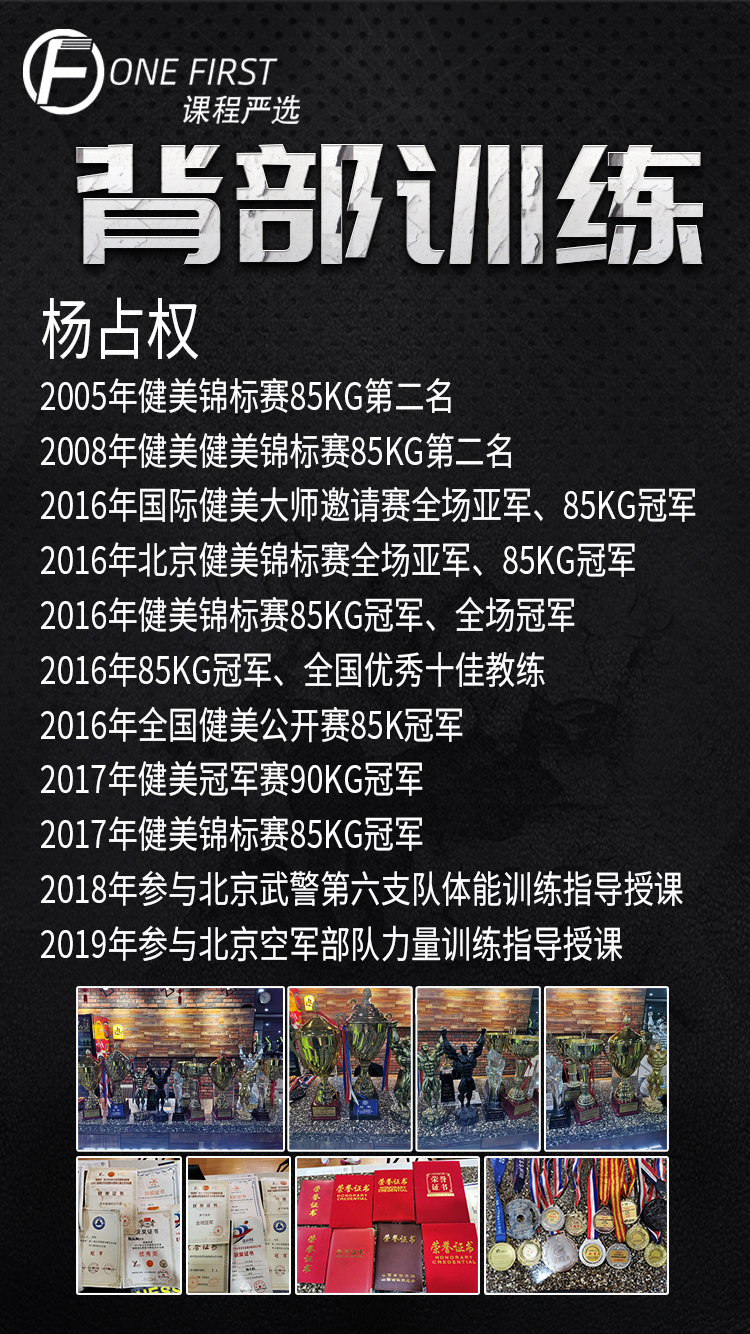 ONE FIRST
课程严选
背部训练
杨占权
2005年健美锦标赛85KG第二名
2008年健美健美锦标赛85KG第二名
2016年国际健美大师邀请赛全场亚军、85KG冠军
2016年北京健美锦标赛全场亚军、85KG冠军
2016年健美锦标赛85KG冠军、全场冠军
2016年85KG冠军、全国优秀十佳教练
2016年全国健美公开赛85K冠军
2017年健美冠军赛90KG冠军
2017年健美锦标赛85KG冠军
2018年参与北京武警第六支队体能训练指导授课
2019年参与北京空军部队力量训练指导授课
荣誉证书
HONORARY CREDENTIAL
荣誉证书
荣誉证书
荣誉证书
荣誉证书
HONORARY CREDENTIAL